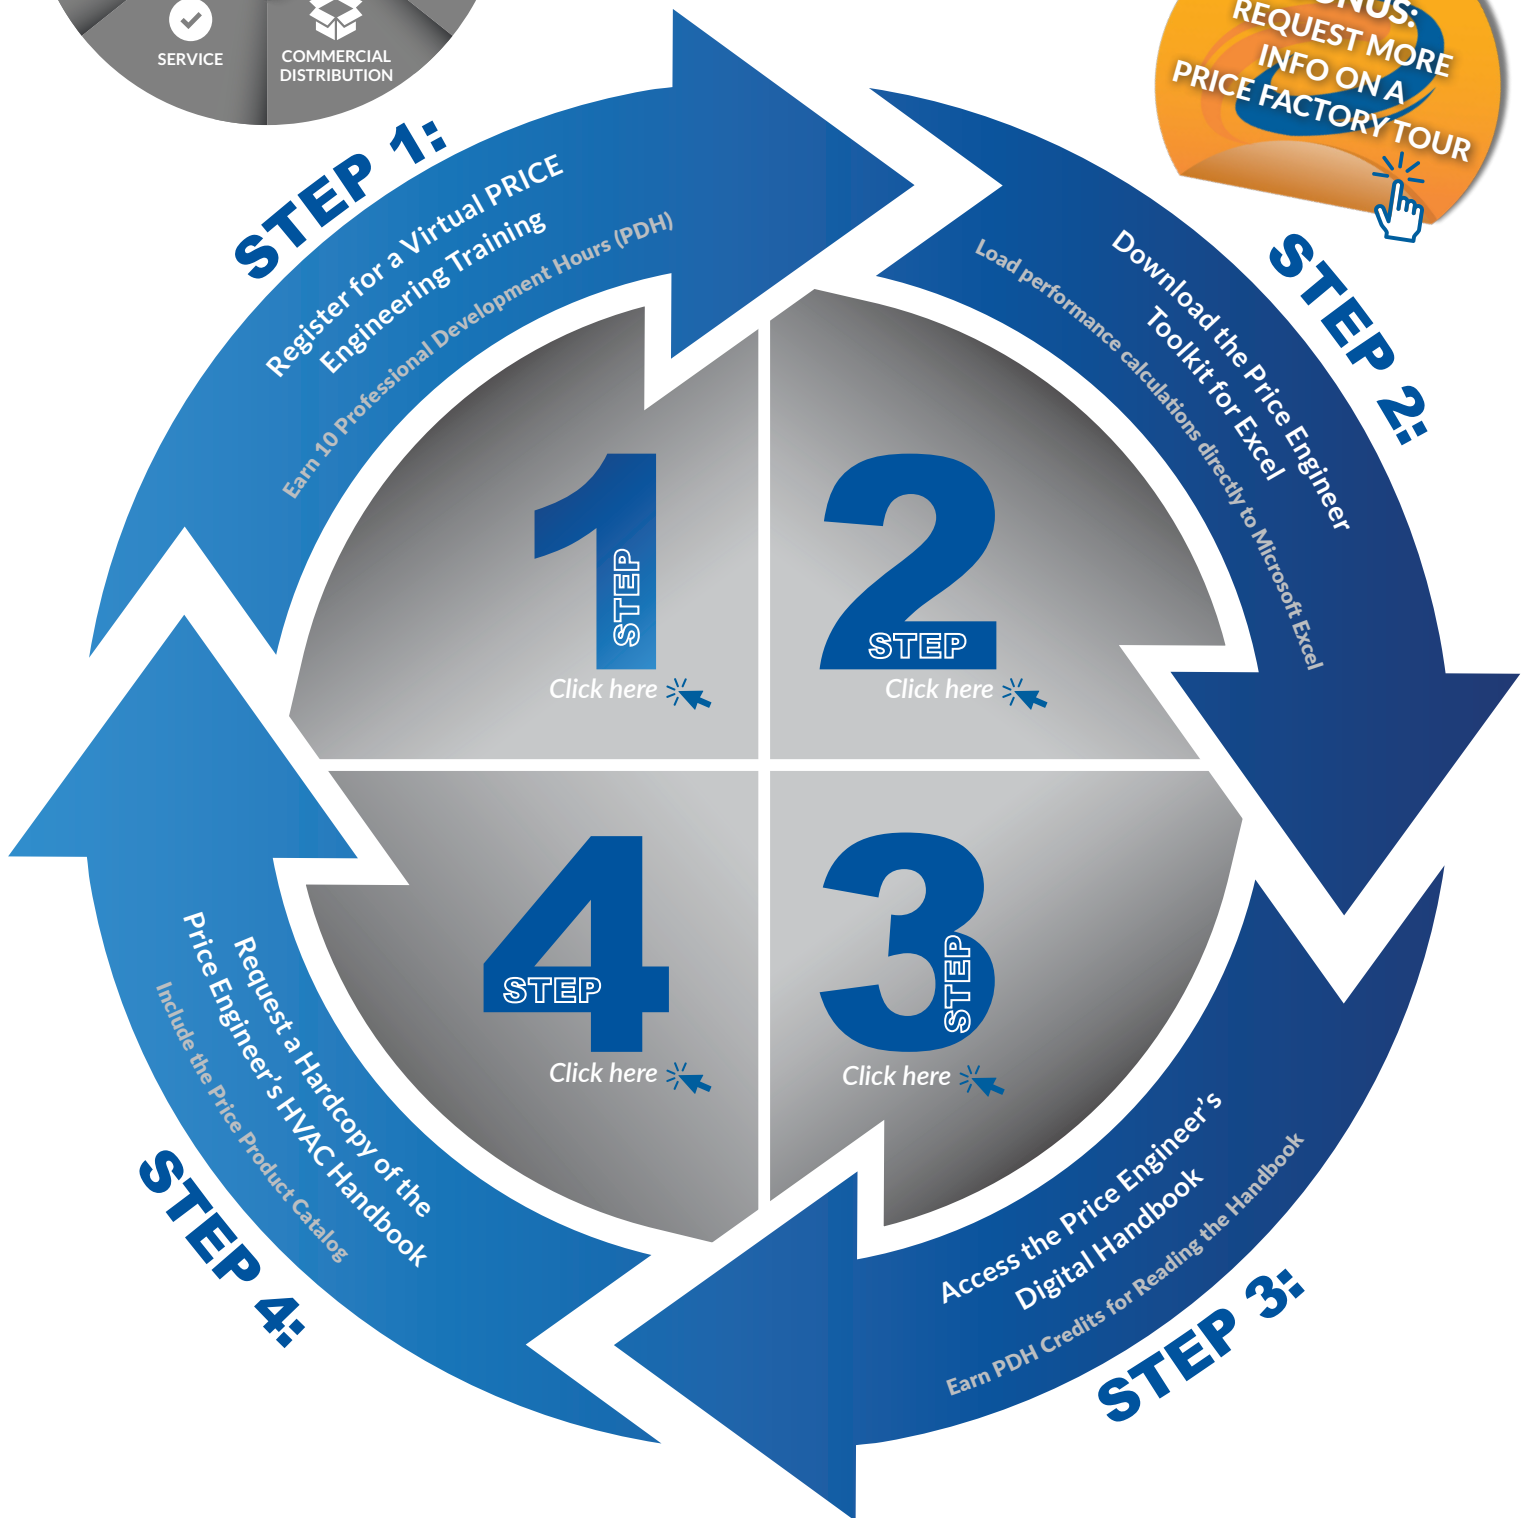 SERVICE
COMMERCIAL
DISTRIBUTION
REQUEST MORE
INFO ON A
PRICE FACTORY TOUR
STEP 1:
Register for a Virtual PRICE
Engineering Training
Earn 10 Professional Development Hours (PDH)
STEP 2:
Download the Price Engineer
Toolkit for Excel
Load performance calculations directly to Microsoft Excel
1
STEP
Click here
2
STEP
Click here
4
STEP
Click here
3
STEP
Click here
STEP 3:
Access the Price Engineer's
Digital Handbook
Earn PDH Credits for Reading the Handbook
STEP 4:
Request a Hardcopy of the
Price Engineer's HVAC Handbook
Include the Price Product Catalog